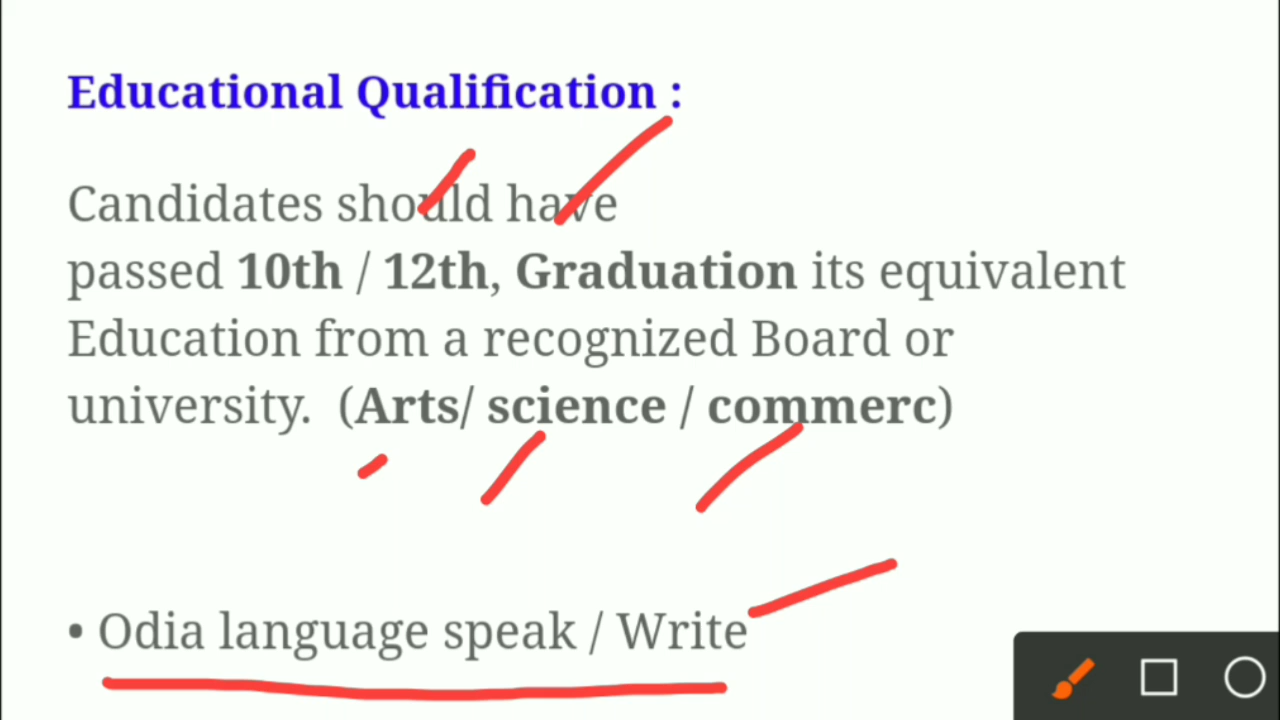 Educational Qualification :
Candidates should have
passed 10th / 12th, Graduation its equivalent
Education from a recognized Board or
university. (Arts/ science / commerc)
• Odia language speak / Write